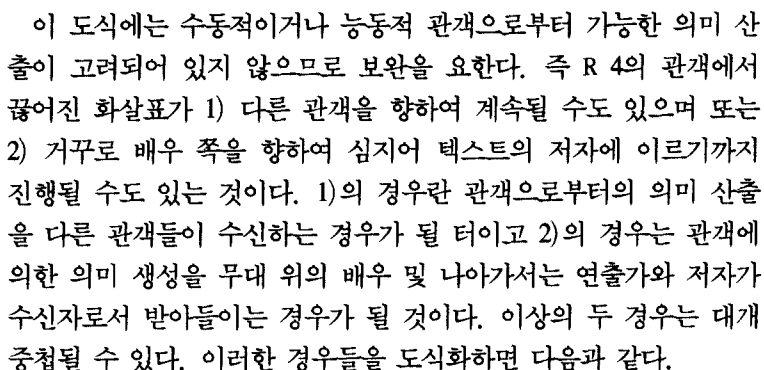 이 도식에는 수동적이거나 능동적 관객으로부터 가능한 의미 산
출이 고려되어 있지 않으므로 보완을 요한다. 즉 R 4의 관객에서
끊어진 화살표가 1) 다른 관객을 향하여 계속될 수도 있으며 또는
2) 거꾸로 배우 쪽을 향하여 심지어 텍스트의 저자에 이르기까지
진행될 수도 있는 것이다. 1)의 경우란 관객으로부터의 의미 산출
을 다른 관객들이 수신하는 경우가 될 터이고 2)의 경우는 관객에
의한 의미 생성을 무대 위의 배우 및 나아가서는 연출가와 저자가
수신자로서 받아들이는 경우가 될 것이다. 이상의 두 경우는 대개
중첩될 수 있다. 이러한 경우들을 도식화하면 다음과 같다.